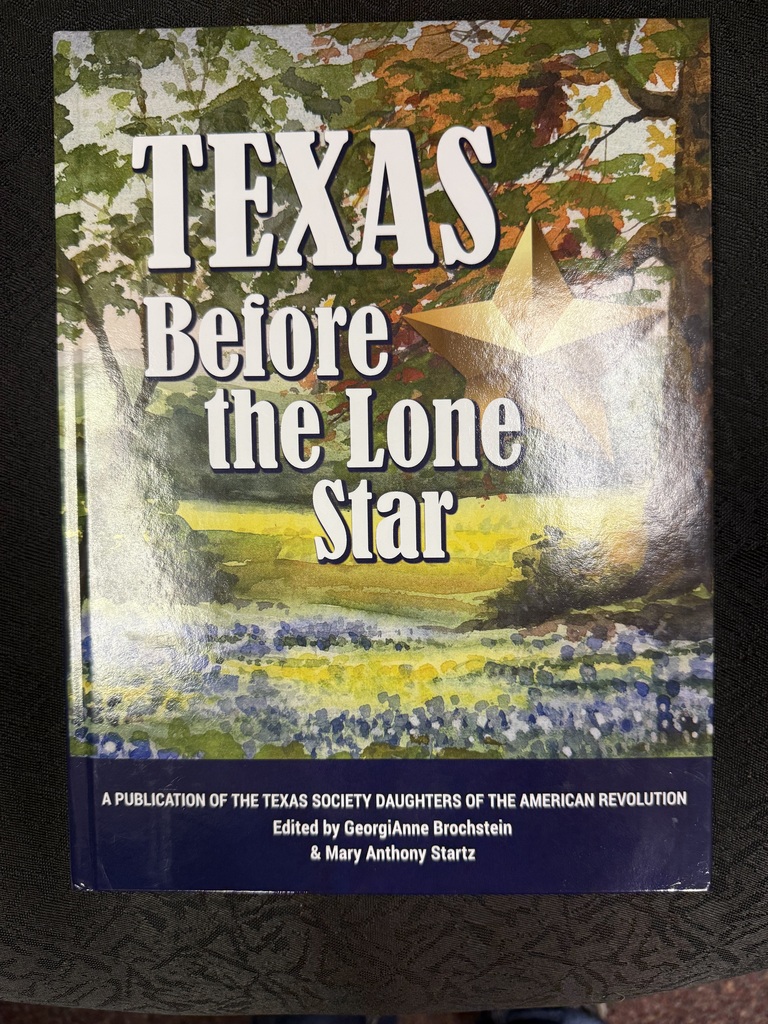 TEXAS
Before
the Lone
Star
A PUBLICATION OF THE TEXAS SOCIETY DAUGHTERS OF THE AMERICAN REVOLUTION
Edited by GeorgiAnne Brochstein
& Mary Anthony Startz